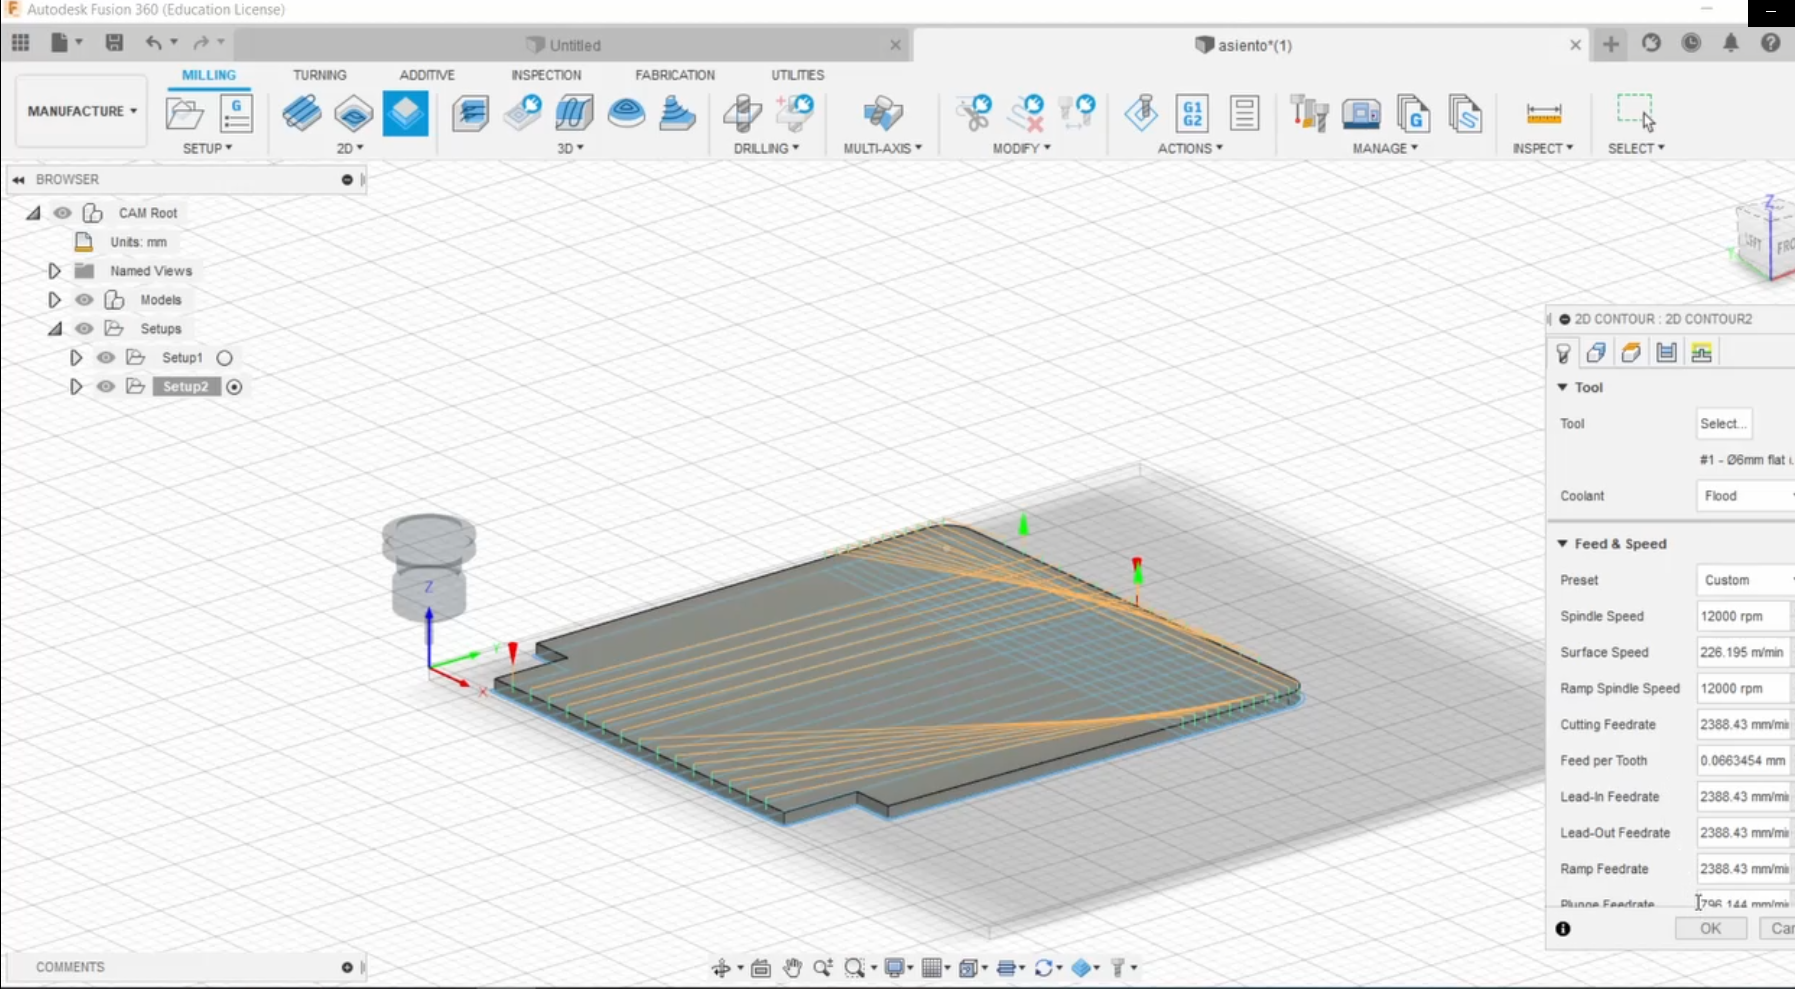 Autodesk Fusion 360 (Education License)
Untitled
asiento*(1)
MILLING TURNING ADDITIVE INSPECTION FABRICATION UTILITIES
MANUFACTURE
SETUP 2D 3D DRILLING MULTI-AXIS MODIFY ACTIONS MANAGE INSPECT SELECT
G
G1
G2
G
BROWSER
CAM Root
Units: mm
Named Views
Models
Setups
Setup1
Setup2
Z
LEFT
FRO
Z
Y
X
2D CONTOUR : 2D CONTOUR2
Tool
Tool Select...
#1 - Ø6mm flat
Coolant Flood
Feed & Speed
Preset Custom
Spindle Speed 12000 rpm
Surface Speed 226.195 m/min
Ramp Spindle Speed 12000 rpm
Cutting Feedrate 2388.43 mm/mi
Feed per Tooth 0.0663454 mm
Lead-In Feedrate 2388.43 mm/mi
Lead-Out Feedrate 2388.43 mm/mi
Ramp Feedrate 2388.43 mm/mi
Plunge Feedrate 796.144 mm/mi
OK Can
COMMENTS